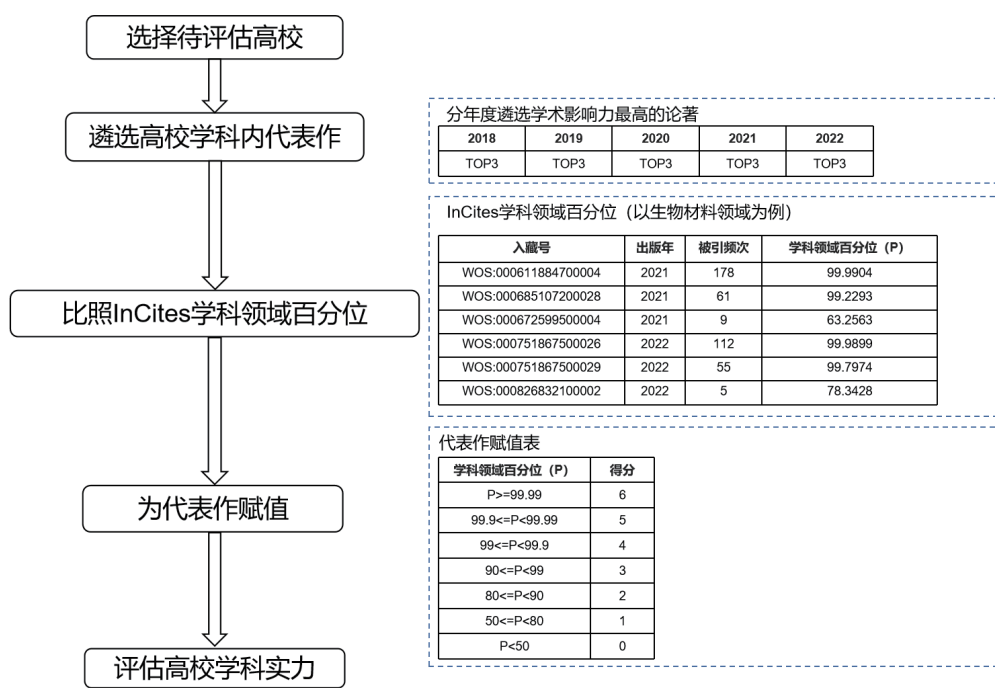 选择待评估高校
遴选高校学科内代表作
比照InCites学科领域百分位
为代表作赋值
评估高校学科实力
分年度遴选学术影响力最高的论著
2018 2019 2020 2021 2022
TOP3 TOP3 TOP3 TOP3 TOP3
InCites学科领域百分位（以生物材料领域为例）
入藏号 出版年 被引频次 学科领域百分位（P）
WOS:000611884700004 2021 178 99.9904
WOS:000685107200028 2021 61 99.2293
WOS:000672599500004 2021 9 63.2563
WOS:000751867500026 2022 112 99.9899
WOS:000751867500029 2022 55 99.7974
WOS:000826832100002 2022 5 78.3428
代表作赋值表
学科领域百分位（P） 得分
P>=99.99 6
99.9<=P<99.99 5
99<=P<99.9 4
90<=P<99 3
80<=P<90 2
50<=P<80 1
P<50 0